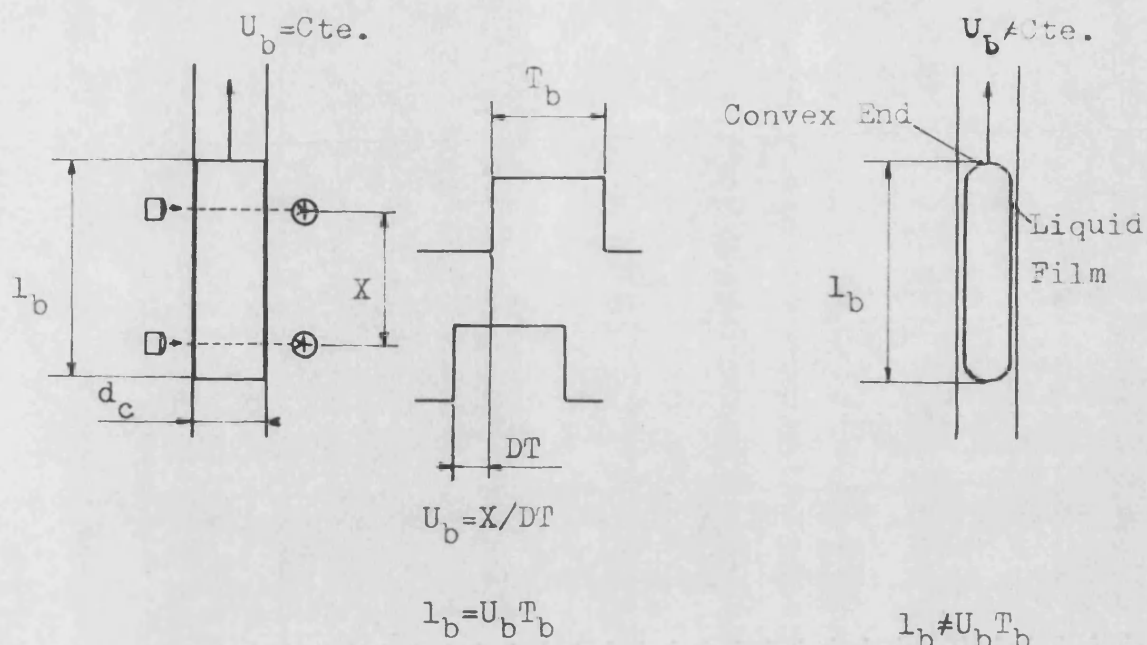 U_b=Cte.
U_b≠Cte.
T_b
Convex End
l_b
X
Liquid
Film
l_b
d_c
DT
U_b=X/DT
l_b=U_bT_b
l_b≠U_bT_b